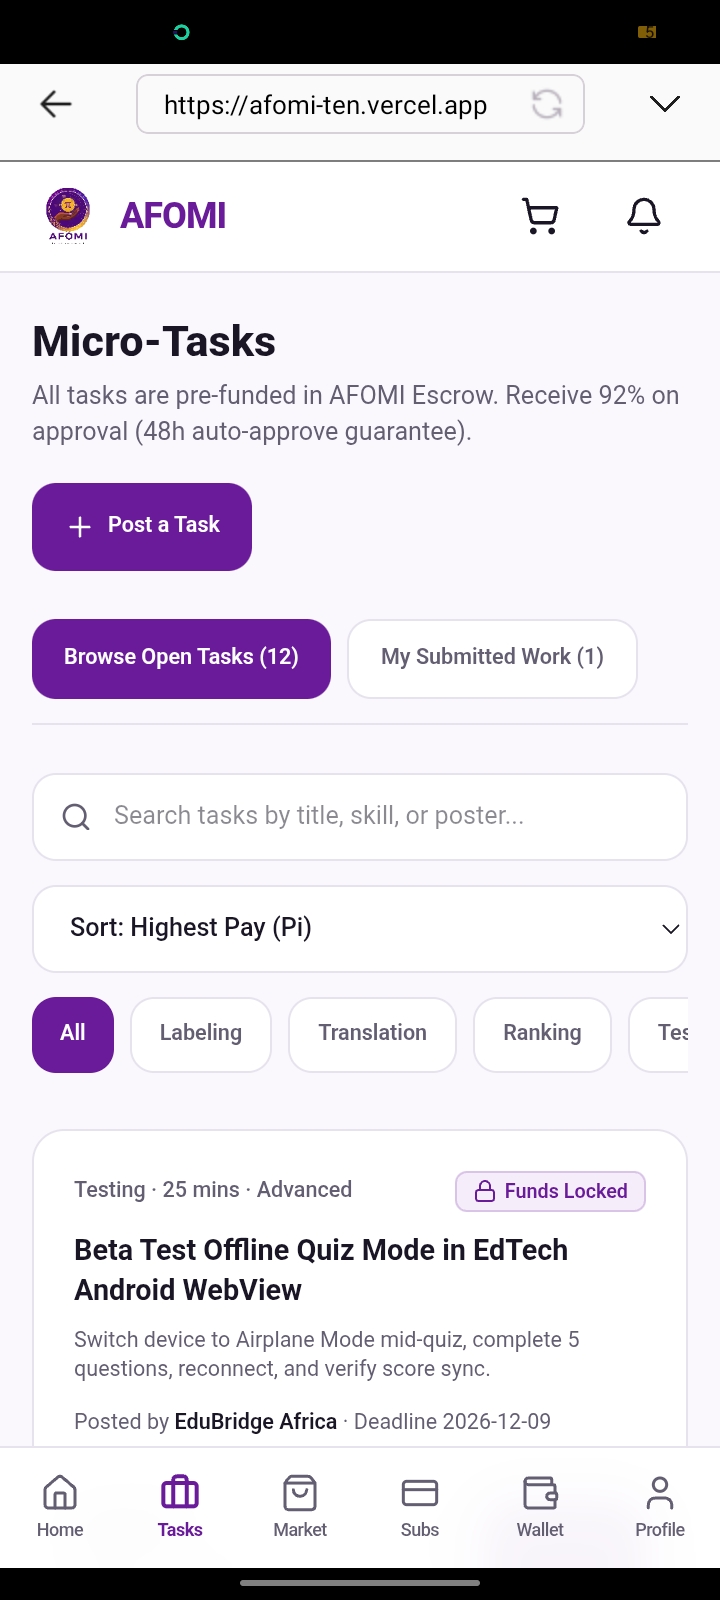 5
https://afomi-ten.vercel.app
AFOMI
AFOMI
Micro-Tasks
All tasks are pre-funded in AFOMI Escrow. Receive 92% on
approval (48h auto-approve guarantee).
Post a Task
Browse Open Tasks (12)
My Submitted Work (1)
Search tasks by title, skill, or poster...
Sort: Highest Pay (Pi)
All
Labeling
Translation
Ranking
Tes
Testing · 25 mins · Advanced
Funds Locked
Beta Test Offline Quiz Mode in EdTech
Android WebView
Switch device to Airplane Mode mid-quiz, complete 5
questions, reconnect, and verify score sync.
Posted by EduBridge Africa · Deadline 2026-12-09
Home
Tasks
Market
Subs
Wallet
Profile